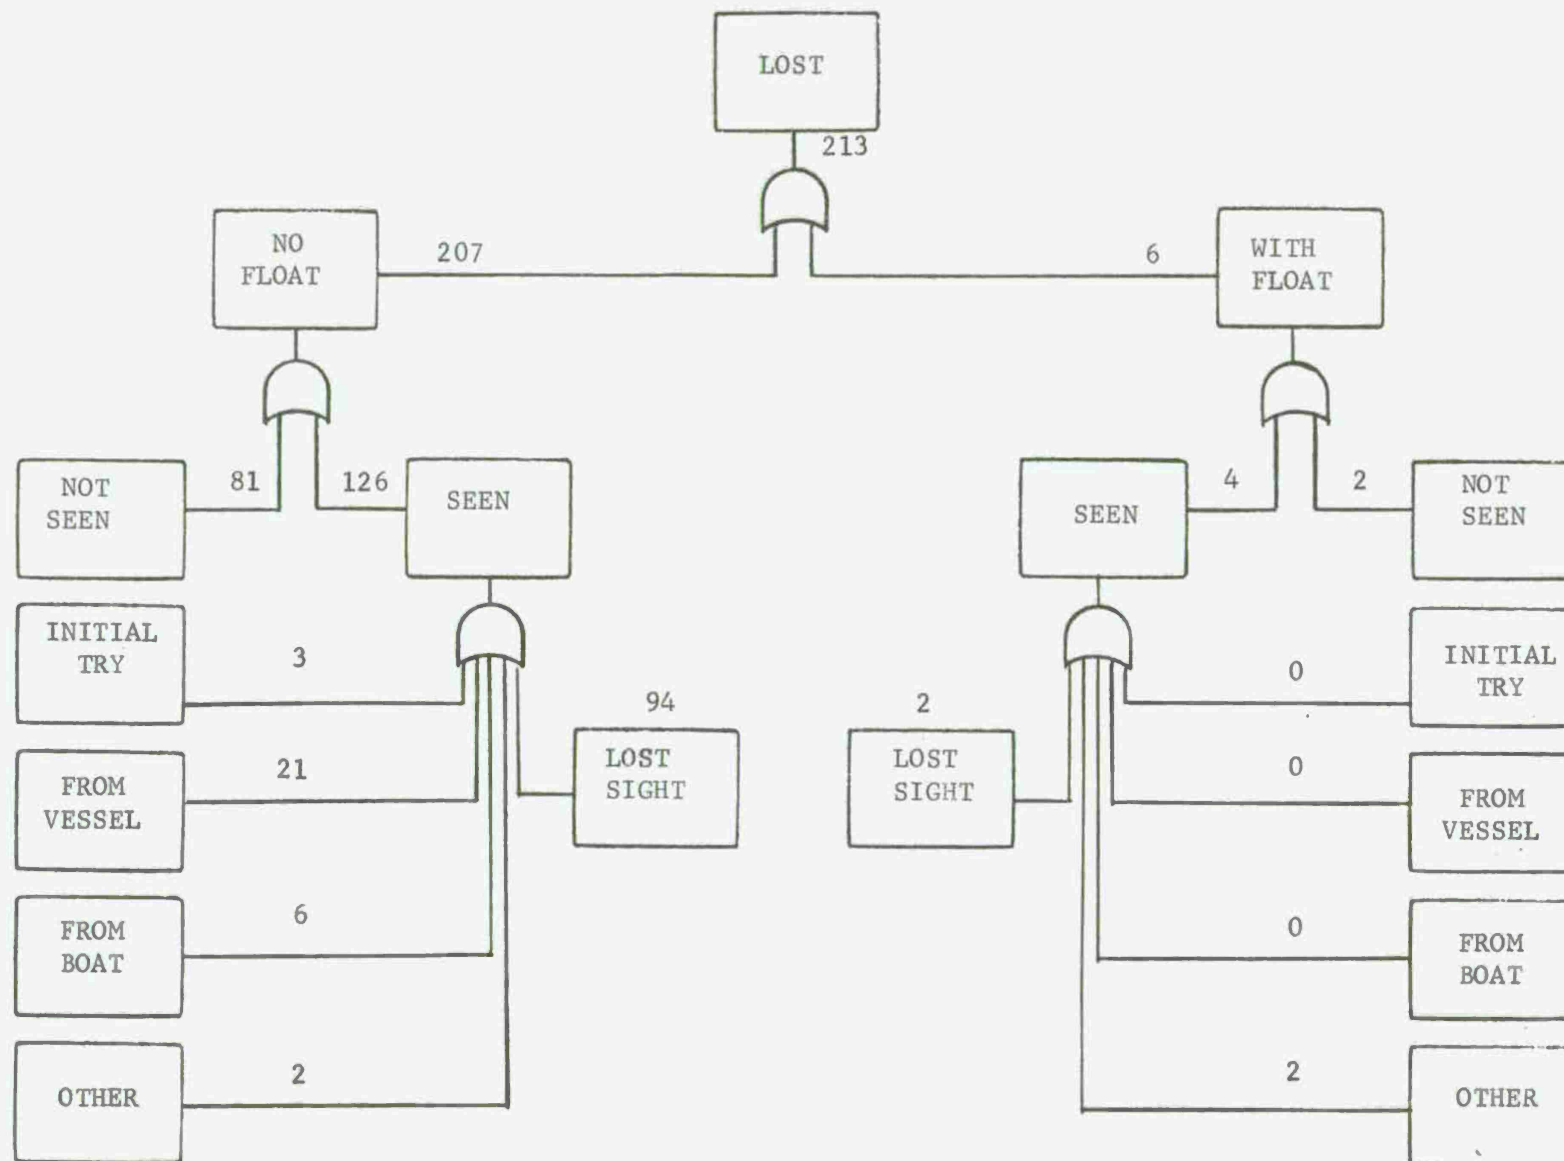 LOST
213
NO
FLOAT
207
6
WITH
FLOAT
NOT
SEEN
81
126
SEEN
SEEN
4
2
NOT
SEEN
INITIAL
TRY
3
94
LOST
SIGHT
2
LOST
SIGHT
0
INITIAL
TRY
FROM
VESSEL
21
0
FROM
VESSEL
FROM
BOAT
6
0
FROM
BOAT
OTHER
2
2
OTHER